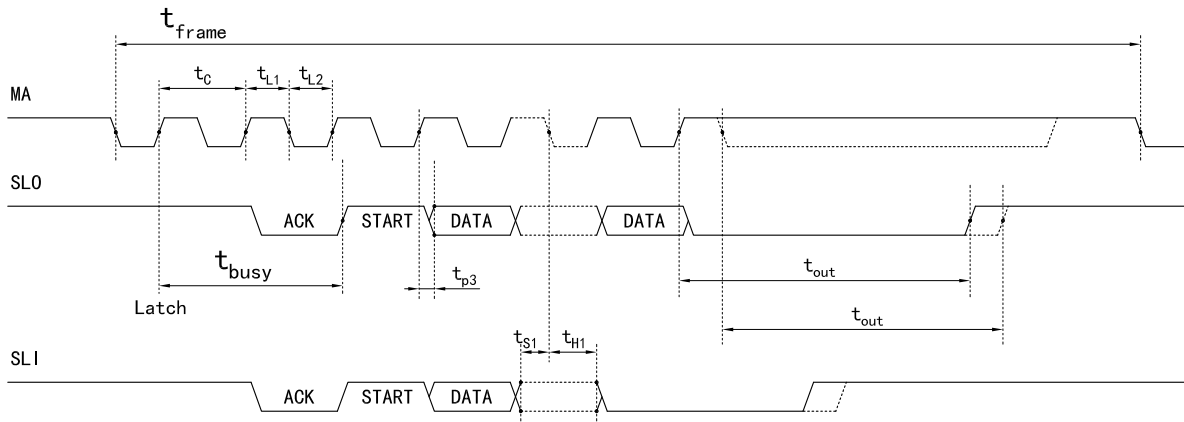 t_frame
t_C t_L1 t_L2
MA
SLO
ACK START DATA DATA
t_busy t_p3 t_out
Latch
t_out
t_S1 t_H1
SLI
ACK START DATA